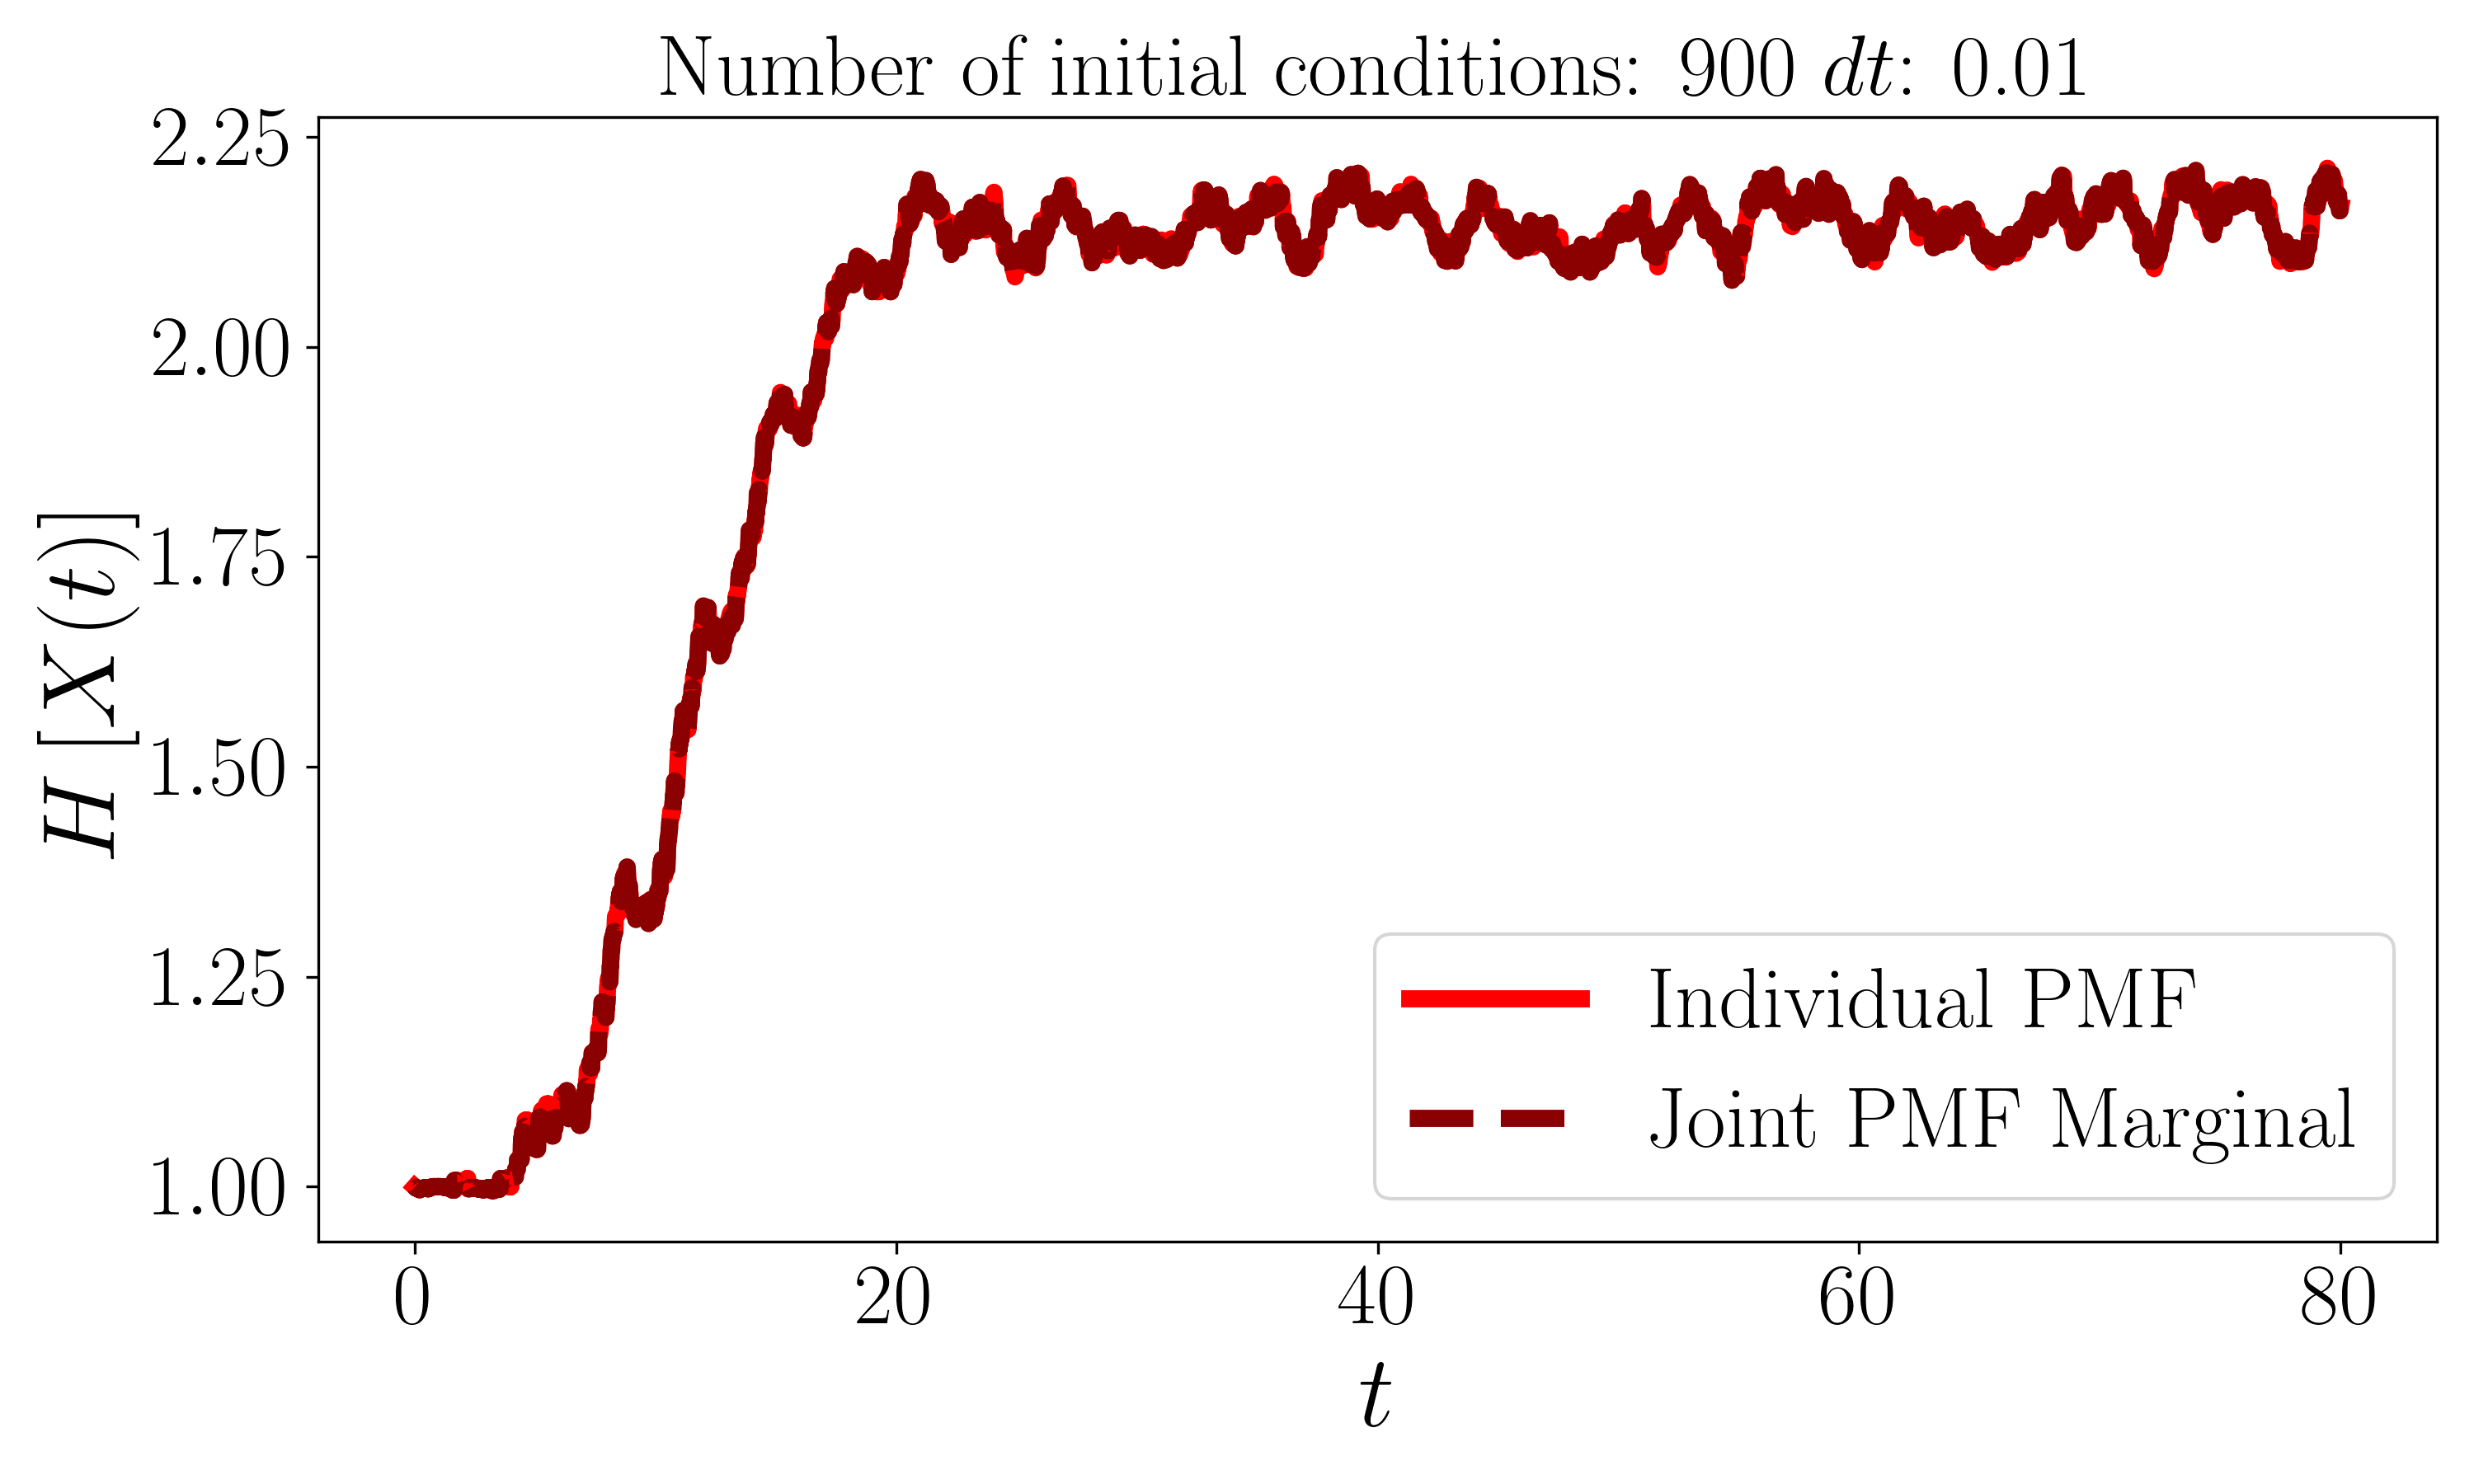 Number of initial conditions: 900 dt: 0.01
2.25
2.00
1.75
1.50
1.25
1.00
H [X(t)]
0 20 40 60 80
t
Individual PMF
Joint PMF Marginal